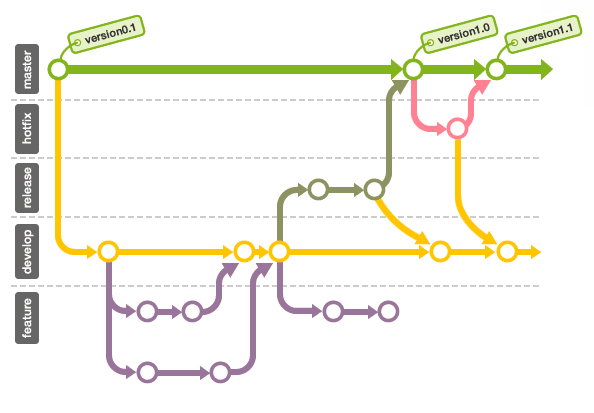 version0.1
version1.0
version1.1
master
hotfix
release
develop
feature